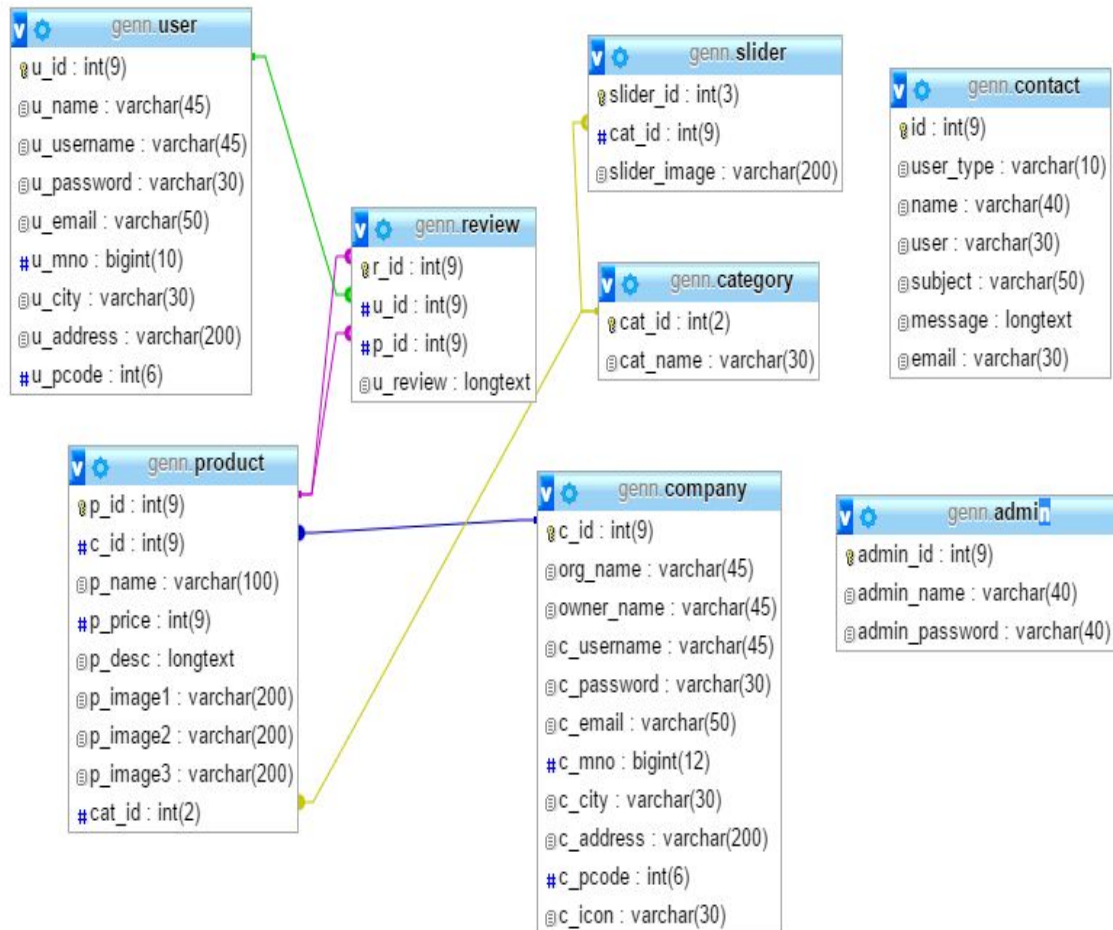 genn.user
u_id : int(9)
u_name : varchar(45)
u_username : varchar(45)
u_password : varchar(30)
u_email : varchar(50)
u_mno : bigint(10)
u_city : varchar(30)
u_address : varchar(200)
u_pcode : int(6)
genn.review
r_id : int(9)
u_id : int(9)
p_id : int(9)
u_review : longtext
genn.slider
slider_id : int(3)
cat_id : int(9)
slider_image : varchar(200)
genn.category
cat_id : int(2)
cat_name : varchar(30)
genn.contact
id : int(9)
user_type : varchar(10)
name : varchar(40)
user : varchar(30)
subject : varchar(50)
message : longtext
email : varchar(30)
genn.product
p_id : int(9)
c_id : int(9)
p_name : varchar(100)
p_price : int(9)
p_desc : longtext
p_image1 : varchar(200)
p_image2 : varchar(200)
p_image3 : varchar(200)
cat_id : int(2)
genn.company
c_id : int(9)
org_name : varchar(45)
owner_name : varchar(45)
c_username : varchar(45)
c_password : varchar(30)
c_email : varchar(50)
c_mno : bigint(12)
c_city : varchar(30)
c_address : varchar(200)
c_pcode : int(6)
c_icon : varchar(30)
genn.admin
admin_id : int(9)
admin_name : varchar(40)
admin_password : varchar(40)